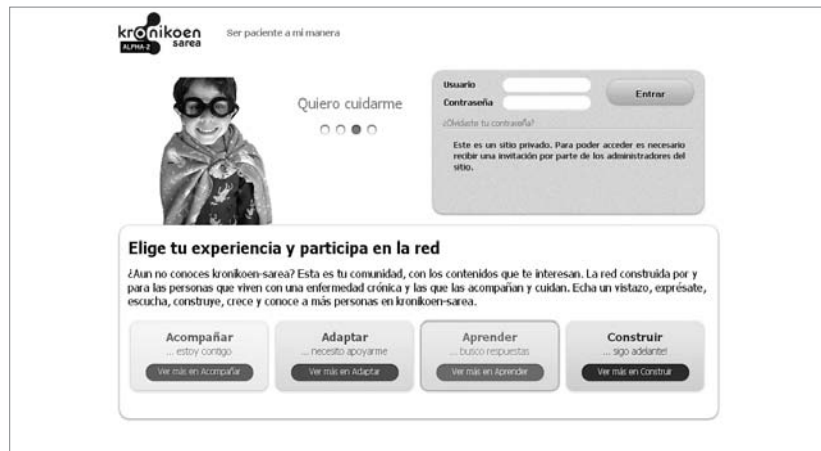 kronikoen
ALPHA-2 sarea
Ser paciente a mi manera
Quiero cuidarme
Usuario
Contraseña
Entrar
¿Olvidaste tu contraseña?
Este es un sitio privado. Para poder acceder es necesario
recibir una invitación por parte de los administradores del
sitio.
Elige tu experiencia y participa en la red
¿Aun no conoces kronikoen-sarea? Esta es tu comunidad, con los contenidos que te interesan. La red construida por y
para las personas que viven con una enfermedad crónica y las que las acompañan y cuidan. Echa un vistazo, exprésate,
escucha, construye, crece y conoce a más personas en kronikoen-sarea.
Acompañar
... estoy contigo
Ver más en Acompañar
Adaptar
... necesito apoyarme
Ver más en Adaptar
Aprender
... busco respuestas
Ver más en Aprender
Construir
... sigo adelante!
Ver más en Construir